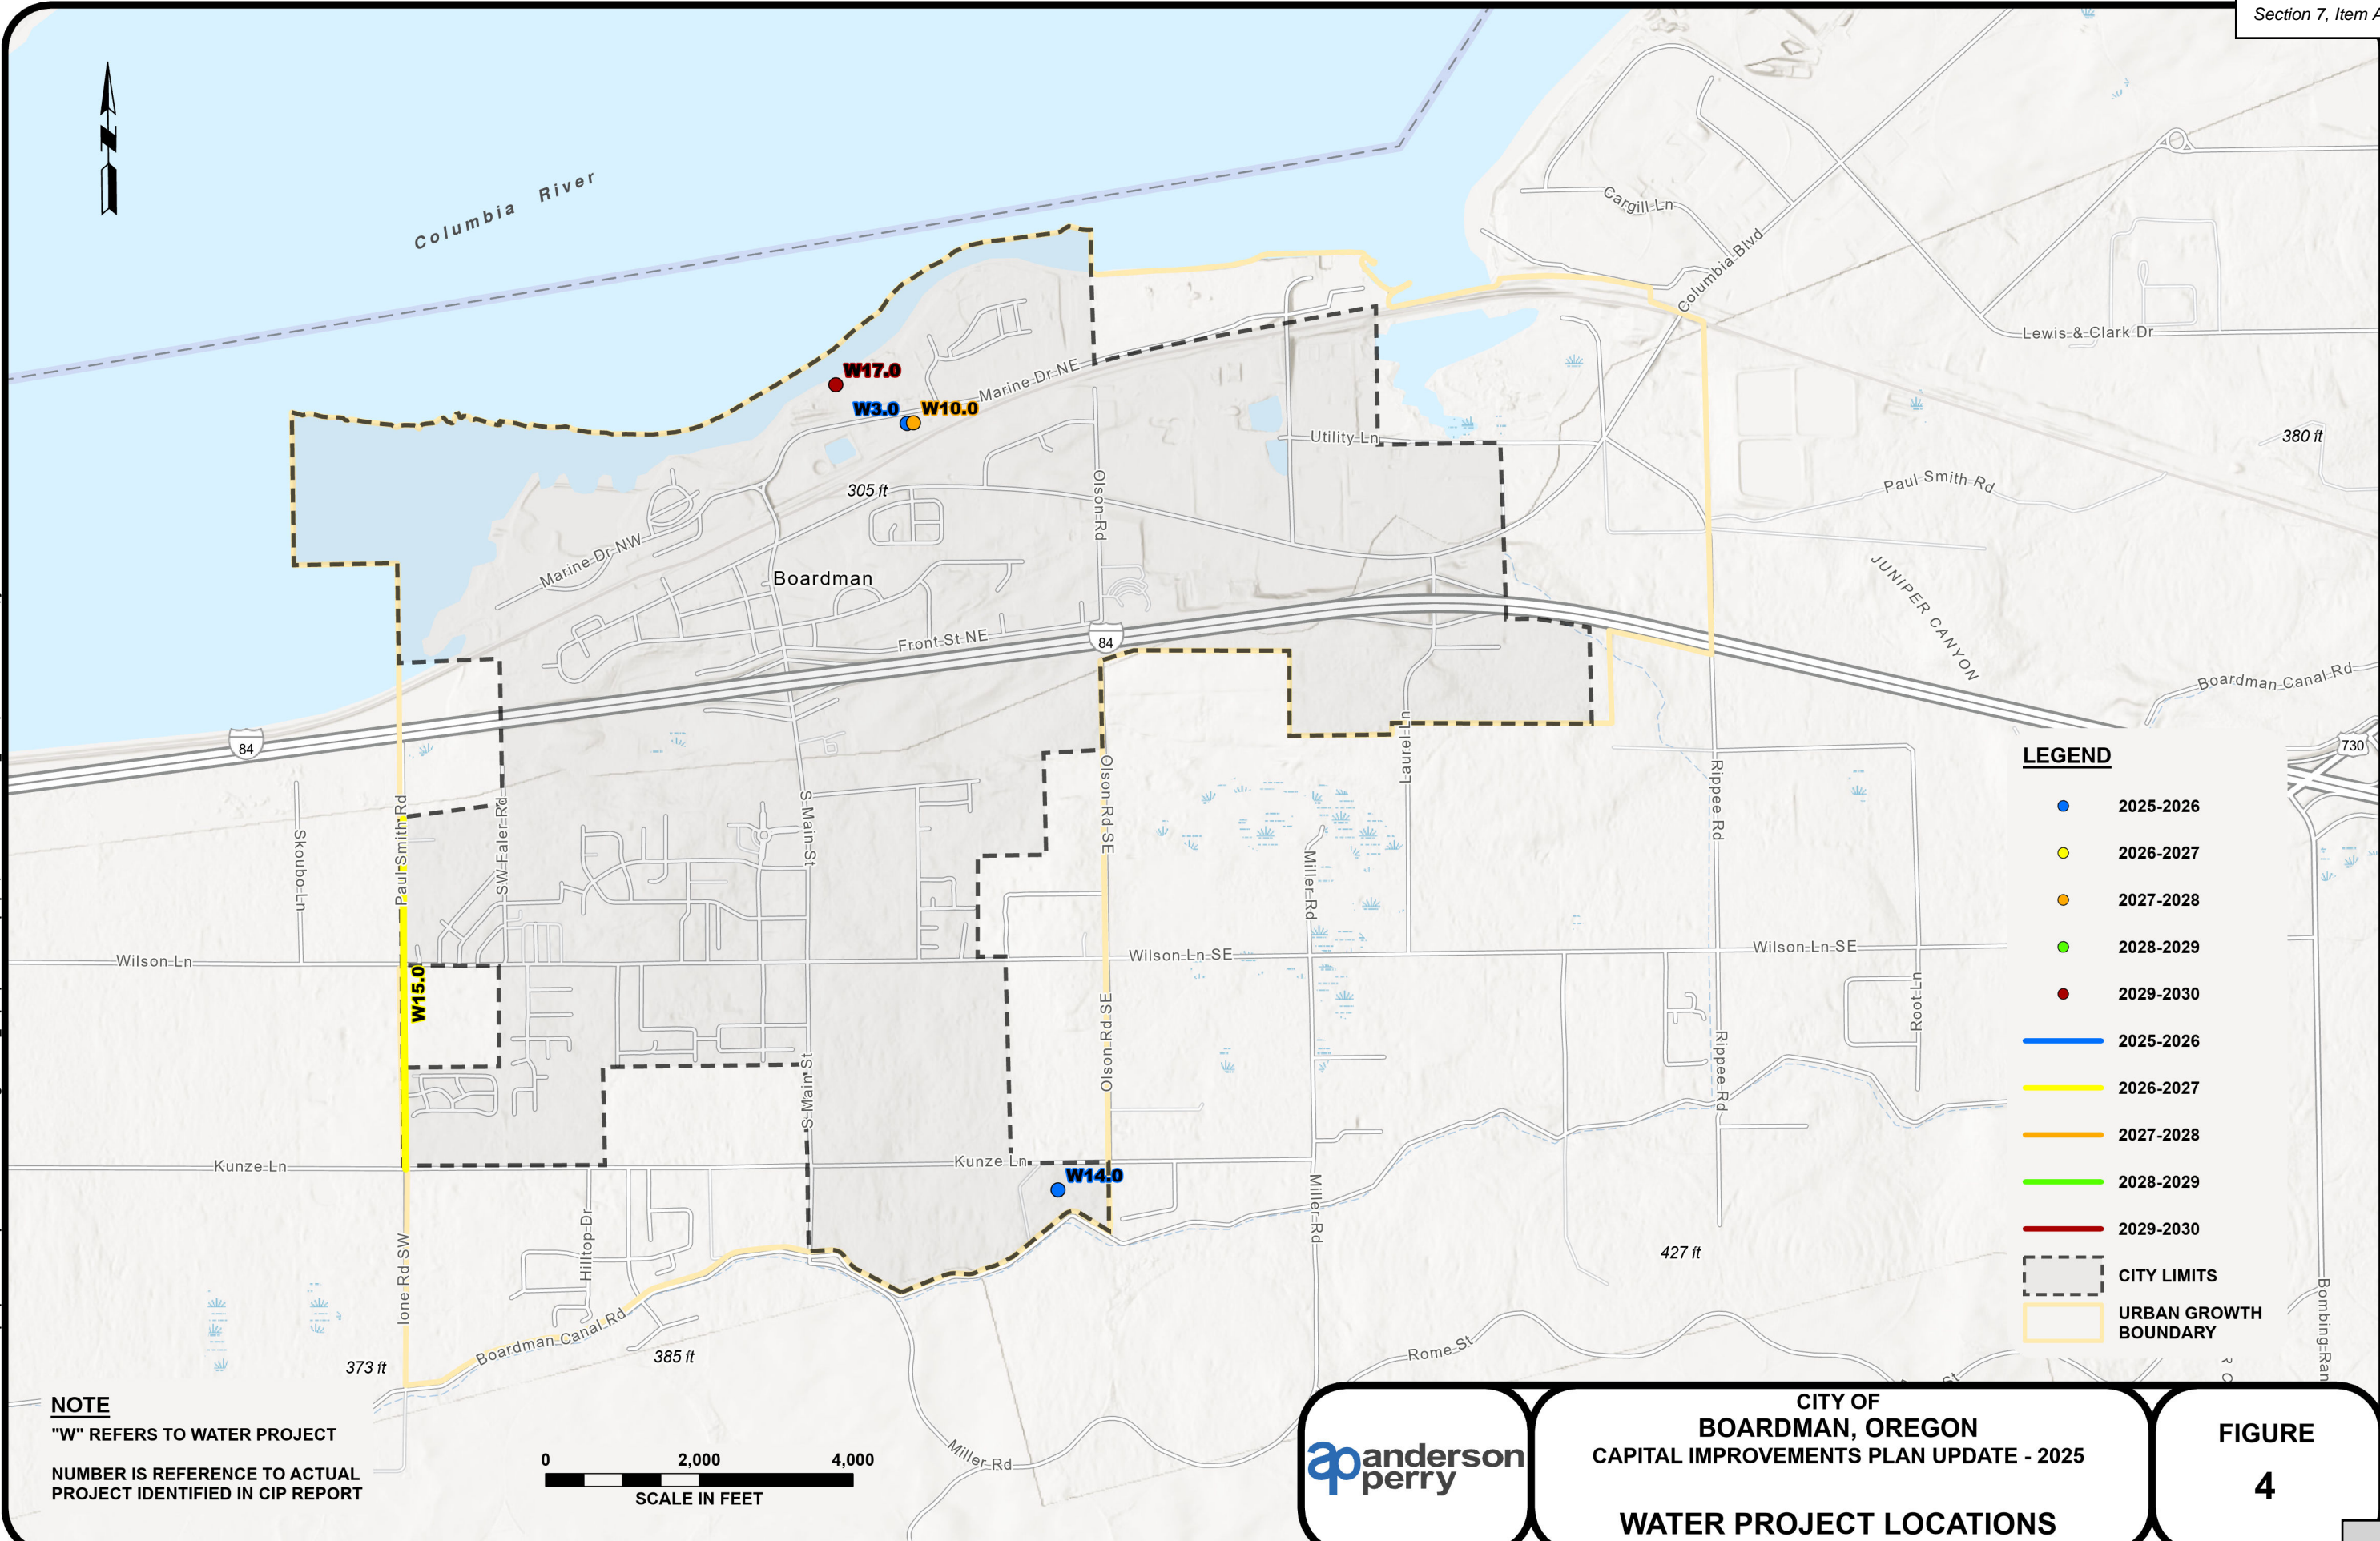 Section 7, Item A
N
Columbia River
Cargill Ln
Columbia Blvd
Lewis & Clark Dr
W17.0
W3.0
W10.0
Marine Dr NE
Utility Ln
380 ft
305 ft
Olson Rd
Paul Smith Rd
Marine Dr NW
Boardman
JUNIPER CANYON
Front St NE
84
Boardman Canal Rd
84
730
Laurel Ln
Skoubo Ln
Paul Smith Rd
SW Faler Rd
S Main St
Olson Rd SE
Miller Rd
Rippee Rd
Wilson Ln
Wilson Ln SE
Wilson Ln SE
W15.0
Olson Rd SE
Root Ln
Rippee Rd
S Main St
Kunze Ln
Kunze Ln
W14.0
Ione Rd SW
Hilltop Dr
Miller Rd
427 ft
Boardman Canal Rd
373 ft
385 ft
Rome St
St
Miller Rd
Bombing Ran
LEGEND
2025-2026
2026-2027
2027-2028
2028-2029
2029-2030
2025-2026
2026-2027
2027-2028
2028-2029
2029-2030
CITY LIMITS
URBAN GROWTH
BOUNDARY
NOTE
"W" REFERS TO WATER PROJECT
NUMBER IS REFERENCE TO ACTUAL
PROJECT IDENTIFIED IN CIP REPORT
0 2,000 4,000
SCALE IN FEET
ap anderson
perry
CITY OF
BOARDMAN, OREGON
CAPITAL IMPROVEMENTS PLAN UPDATE - 2025
WATER PROJECT LOCATIONS
FIGURE
4